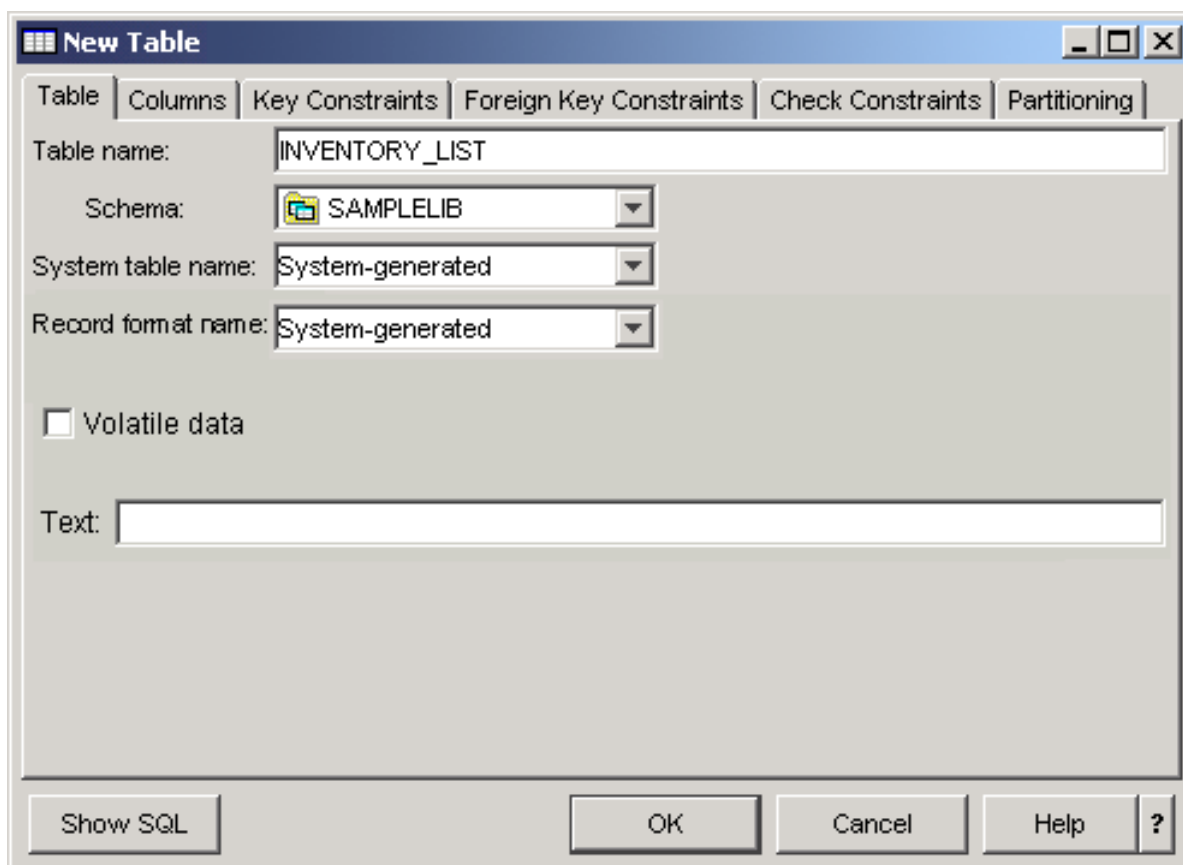 New Table
Table Columns Key Constraints Foreign Key Constraints Check Constraints Partitioning
Table name: INVENTORY_LIST
Schema: SAMPLELIB
System table name: System-generated
Record format name: System-generated
Volatile data
Text:
Show SQL OK Cancel Help ?